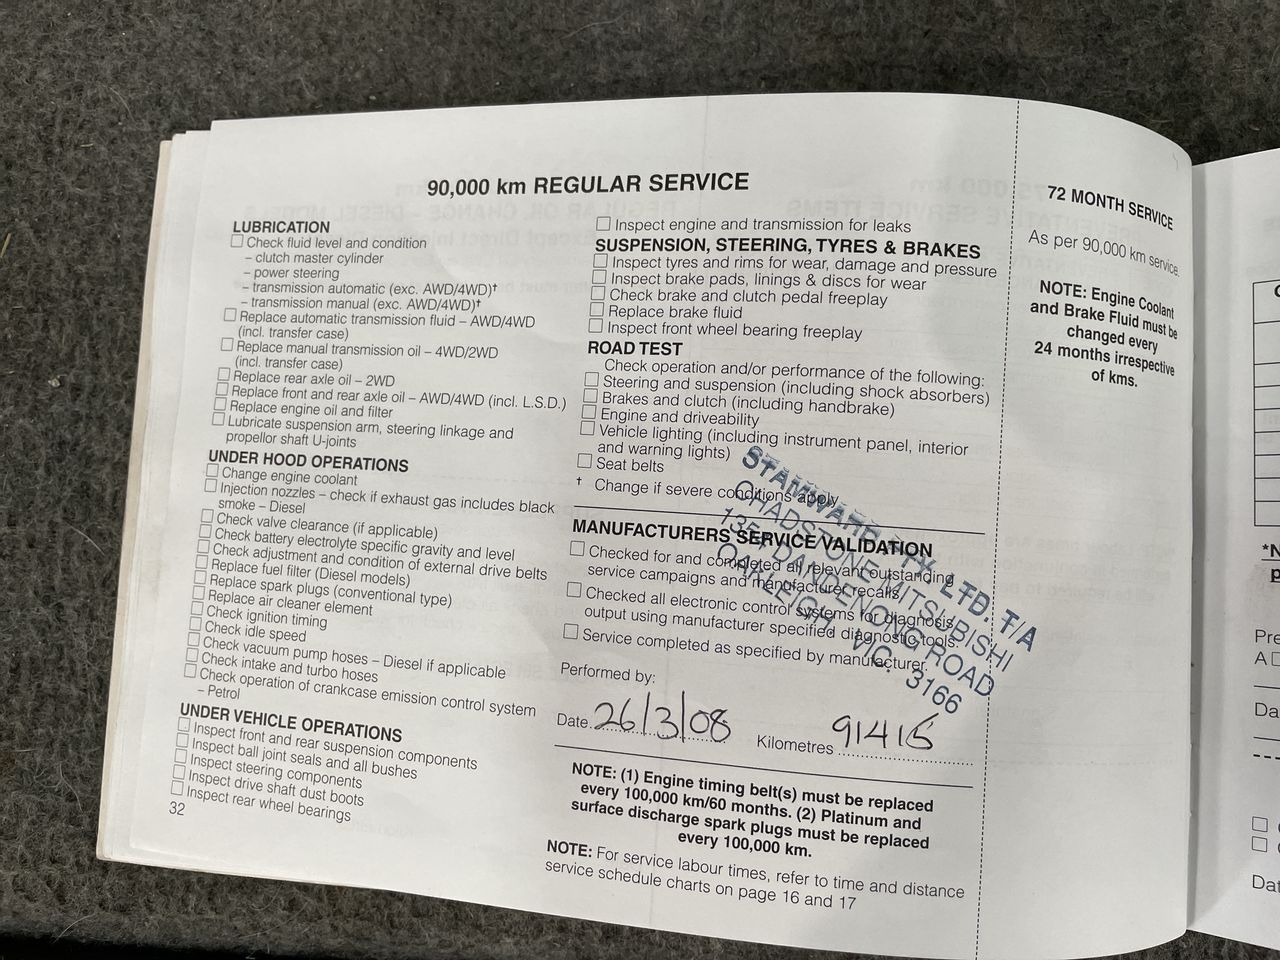 90,000 km REGULAR SERVICE
LUBRICATION
Check fluid level and condition
– clutch master cylinder
– power steering
– transmission automatic (exc. AWD/4WD)†
– transmission manual (exc. AWD/4WD)†
Replace automatic transmission fluid – AWD/4WD
(incl. transfer case)
Replace manual transmission oil – 4WD/2WD
(incl. transfer case)
Replace rear axle oil – 2WD
Replace front and rear axle oil – AWD/4WD (incl. L.S.D.)
Replace engine oil and filter
Lubricate suspension arm, steering linkage and
propellor shaft U-joints
UNDER HOOD OPERATIONS
Change engine coolant
Injection nozzles – check if exhaust gas includes black
smoke – Diesel
Check valve clearance (if applicable)
Check battery electrolyte specific gravity and level
Check adjustment and condition of external drive belts
Replace fuel filter (Diesel models)
Replace spark plugs (conventional type)
Replace air cleaner element
Check ignition timing
Check idle speed
Check vacuum pump hoses – Diesel if applicable
Check intake and turbo hoses
Check operation of crankcase emission control system
– Petrol
UNDER VEHICLE OPERATIONS
Inspect front and rear suspension components
Inspect ball joint seals and all bushes
Inspect steering components
Inspect drive shaft dust boots
Inspect rear wheel bearings
32
Inspect engine and transmission for leaks
SUSPENSION, STEERING, TYRES & BRAKES
Inspect tyres and rims for wear, damage and pressure
Inspect brake pads, linings & discs for wear
Check brake and clutch pedal freeplay
Replace brake fluid
Inspect front wheel bearing freeplay
ROAD TEST
Check operation and/or performance of the following:
Steering and suspension (including shock absorbers)
Brakes and clutch (including handbrake)
Engine and driveability
Vehicle lighting (including instrument panel, interior
and warning lights)
Seat belts
† Change if severe conditions apply
MANUFACTURERS SERVICE/VALIDATION
Checked for and completed all relevant outstanding
service campaigns and manufacturer recalls.
Checked all electronic control systems for diagnosis
output using manufacturer specified diagnostic tools.
Service completed as specified by manufacturer.
STAMWARD PTY. LTD. T/A
CHADSTONE MITSUBISHI
1354 DANDENONG ROAD
OAKLEIGH VIC. 3166
Performed by:
Date 26/3/08 Kilometres 91415
NOTE: (1) Engine timing belt(s) must be replaced
every 100,000 km/60 months. (2) Platinum and
surface discharge spark plugs must be replaced
every 100,000 km.
NOTE: For service labour times, refer to time and distance
service schedule charts on page 16 and 17
72 MONTH SERVICE
As per 90,000 km service
NOTE: Engine Coolant
and Brake Fluid must be
changed every
24 months irrespective
of kms.